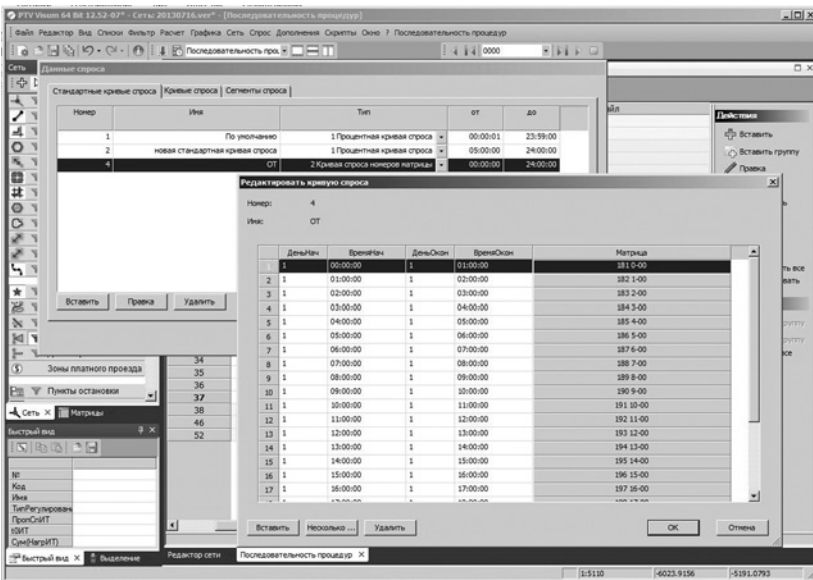 PTV Visum 64 Bit 12.52-07* - Сеть: 20130716.ver* - [Последовательность процедур]
Файл Редактор Вид Списки Фильтр Расчет Графика Сеть Спрос Дополнения Скрипты Окно ? Последовательность процедур
Последовательность проц 0000
Сеть
Данные спроса
Стандартные кривые спроса Кривые спроса Сегменты спроса
Номер Имя Тип от до
1 По умолчанию 1 Процентная кривая спроса 00:00:01 23:59:00
2 новая стандартная кривая спроса 1 Процентная кривая спроса 05:00:00 24:00:00
4 ОТ 2 Кривая спроса номеров матрицы 00:00:00 24:00:00
Вставить Правка Удалить
Действия
Вставить
Вставить группу
Правка
Редактировать кривую спроса
Номер: 4
Имя: ОТ
ДеньНач ВремяНач ДеньОкон ВремяОкон Матрица
1 1 00:00:00 1 01:00:00 181 0-00
2 1 01:00:00 1 02:00:00 182 1-00
3 1 02:00:00 1 03:00:00 183 2-00
4 1 03:00:00 1 04:00:00 184 3-00
5 1 04:00:00 1 05:00:00 185 4-00
6 1 05:00:00 1 06:00:00 186 5-00
7 1 06:00:00 1 07:00:00 187 6-00
8 1 07:00:00 1 08:00:00 188 7-00
9 1 08:00:00 1 09:00:00 189 8-00
10 1 09:00:00 1 10:00:00 190 9-00
11 1 10:00:00 1 11:00:00 191 10-00
12 1 11:00:00 1 12:00:00 192 11-00
13 1 12:00:00 1 13:00:00 193 12-00
14 1 13:00:00 1 14:00:00 194 13-00
15 1 14:00:00 1 15:00:00 195 14-00
16 1 15:00:00 1 16:00:00 196 15-00
17 1 16:00:00 1 17:00:00 197 16-00
Вставить Несколько ... Удалить OK Отмена
Зоны платного проезда
Пункты остановки
34
35
36
37
38
46
52
Сеть Матрицы
Быстрый вид
№
Код
Имя
ТипРегулирован
ПропСпИТ
t0ИТ
Сум(НагрИТ)
Быстрый вид Выделение
Редактор сети Последовательность процедур
1:5110 -6023.9156 -5191.0793